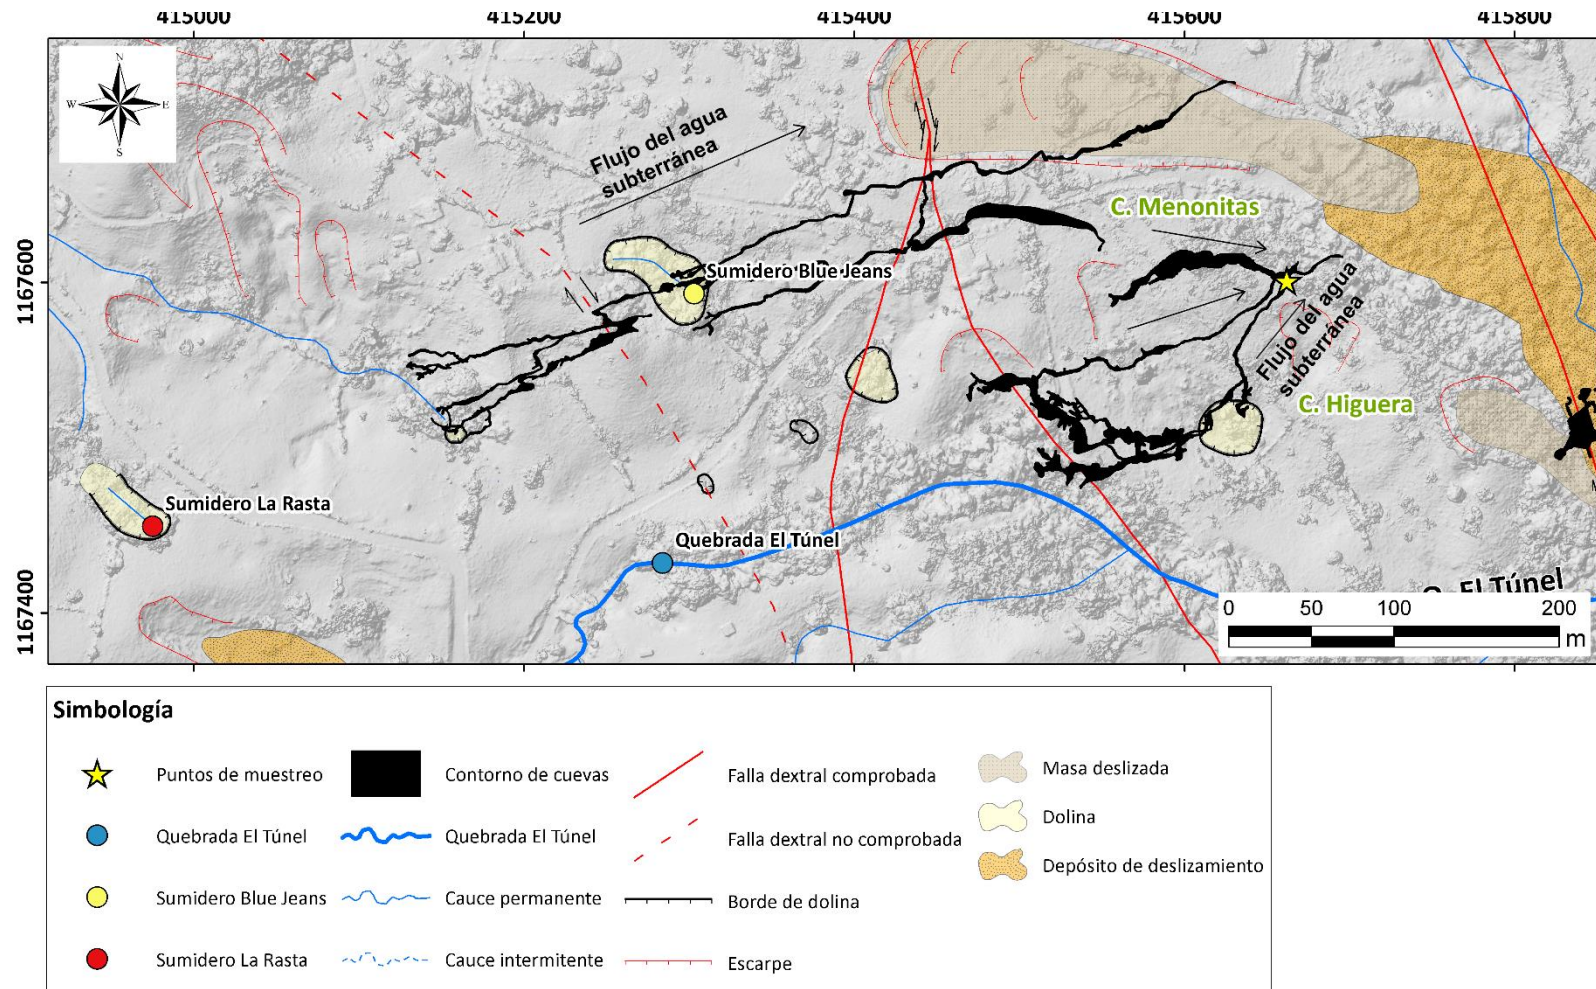 415000
415200
415400
415600
415800
N
W
E
S
1167600
1167400
Flujo del agua
subterránea
C. Menonitas
Sumidero Blue Jeans
Flujo del agua
subterránea
C. Higuera
Sumidero La Rasta
Quebrada El Túnel
Q. El Túnel
0
50
100
200
m
Simbología
Puntos de muestreo
Quebrada El Túnel
Sumidero Blue Jeans
Sumidero La Rasta
Contorno de cuevas
Quebrada El Túnel
Cauce permanente
Cauce intermitente
Falla dextral comprobada
Falla dextral no comprobada
Borde de dolina
Escarpe
Masa deslizada
Dolina
Depósito de deslizamiento